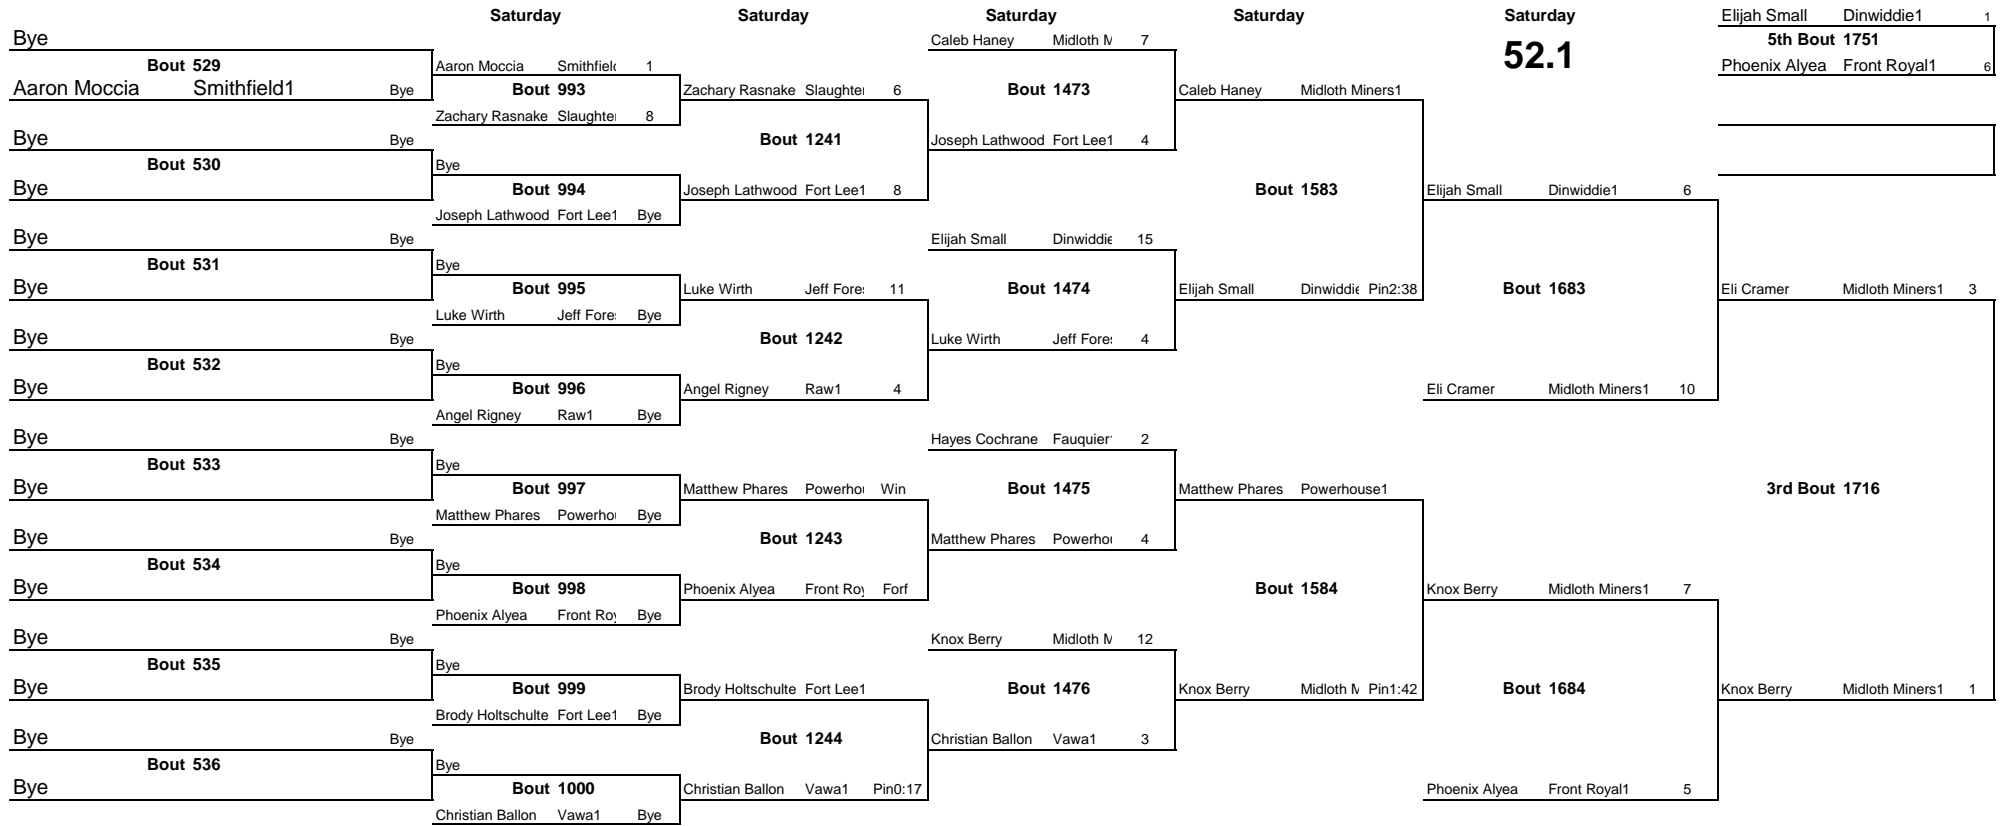 Saturday Saturday Saturday Saturday Saturday Elijah Small Dinwiddie1 1
Bye Caleb Haney Midloth M 7 52.1 5th Bout 1751
Bout 529 Aaron Moccia Smithfield 1 Phoenix Alyea Front Royal1 6
Aaron Moccia Smithfield1 Bye Bout 993 Zachary Rasnake Slaughter 6 Bout 1473 Caleb Haney Midloth Miners1
Zachary Rasnake Slaughter 8
Bye Bye Bout 1241 Joseph Lathwood Fort Lee1 4
Bout 530 Bye
Bye Bout 994 Joseph Lathwood Fort Lee1 8 Bout 1583 Elijah Small Dinwiddie1 6
Joseph Lathwood Fort Lee1 Bye
Bye Bye Elijah Small Dinwiddie 15
Bout 531 Bye
Bye Bout 995 Luke Wirth Jeff Fores 11 Bout 1474 Elijah Small Dinwiddie Pin2:38 Bout 1683 Eli Cramer Midloth Miners1 3
Luke Wirth Jeff Fores Bye
Bye Bye Bout 1242 Luke Wirth Jeff Fores 4
Bout 532 Bye
Bye Bout 996 Angel Rigney Raw1 4 Eli Cramer Midloth Miners1 10
Angel Rigney Raw1 Bye
Bye Bye Hayes Cochrane Fauquier 2
Bout 533 Bye
Bye Bout 997 Matthew Phares Powerhou Win Bout 1475 Matthew Phares Powerhouse1 3rd Bout 1716
Matthew Phares Powerhou Bye
Bye Bye Bout 1243 Matthew Phares Powerhou 4
Bout 534 Bye
Bye Bout 998 Phoenix Alyea Front Roy Forf Bout 1584 Knox Berry Midloth Miners1 7
Phoenix Alyea Front Roy Bye
Bye Bye Knox Berry Midloth M 12
Bout 535 Bye
Bye Bout 999 Brody Holtschulte Fort Lee1 Bout 1476 Knox Berry Midloth M Pin1:42 Bout 1684 Knox Berry Midloth Miners1 1
Brody Holtschulte Fort Lee1 Bye
Bye Bye Bout 1244 Christian Ballon Vawa1 3
Bout 536 Bye
Bye Bout 1000 Christian Ballon Vawa1 Pin0:17 Phoenix Alyea Front Royal1 5
Christian Ballon Vawa1 Bye